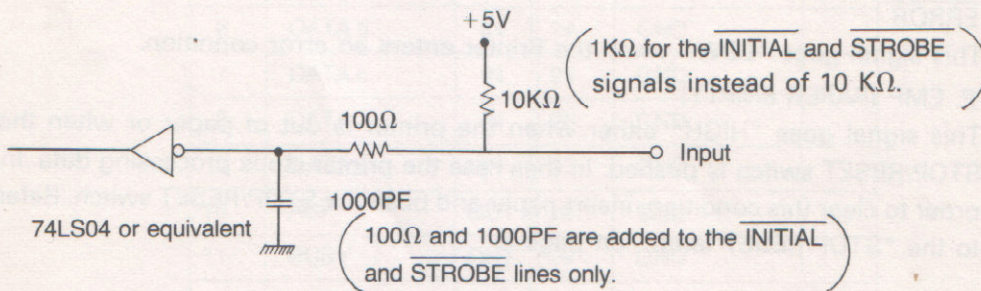 +5V
1KΩ for the INITIAL and STROBE
signals instead of 10 KΩ.
10KΩ
100Ω
Input
1000PF
74LS04 or equivalent
100Ω and 1000PF are added to the INITIAL
and STROBE lines only.